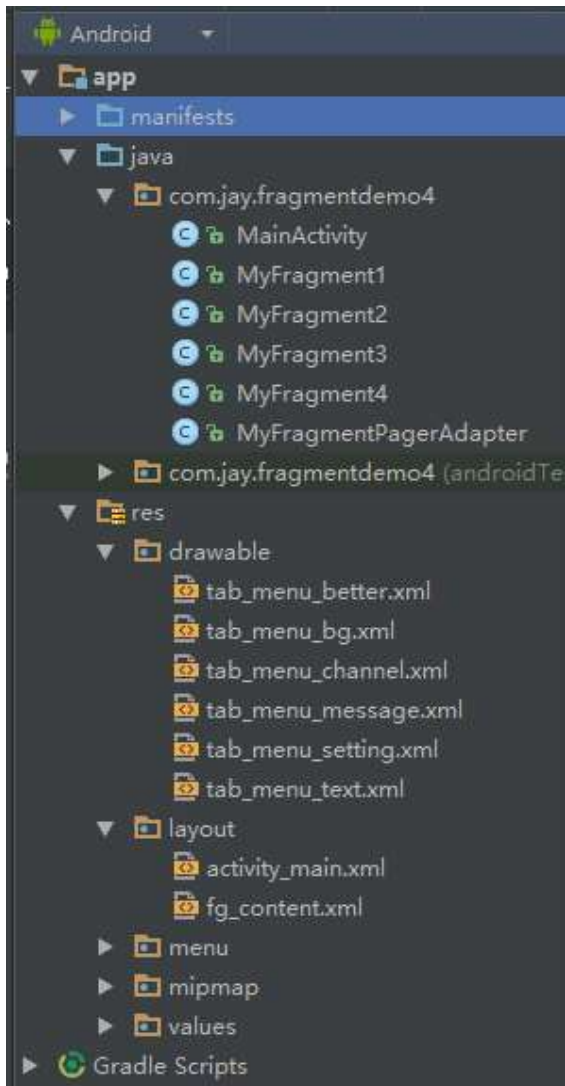 Android
app
manifests
java
com.jay.fragmentdemo4
MainActivity
MyFragment1
MyFragment2
MyFragment3
MyFragment4
MyFragmentPagerAdapter
com.jay.fragmentdemo4 (androidTe
res
drawable
tab_menu_better.xml
tab_menu_bg.xml
tab_menu_channel.xml
tab_menu_message.xml
tab_menu_setting.xml
tab_menu_text.xml
layout
activity_main.xml
fg_content.xml
menu
mipmap
values
Gradle Scripts